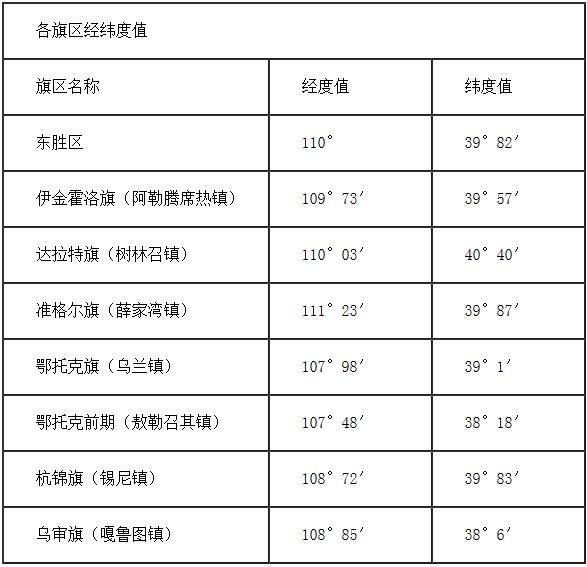 各旗区经纬度值
旗区名称 经度值 纬度值
东胜区 110° 39° 82′
伊金霍洛旗（阿勒腾席热镇） 109° 73′ 39° 57′
达拉特旗（树林召镇） 110° 03′ 40° 40′
准格尔旗（薛家湾镇） 111° 23′ 39° 87′
鄂托克旗（乌兰镇） 107° 98′ 39° 1′
鄂托克前期（敖勒召其镇） 107° 48′ 38° 18′
杭锦旗（锡尼镇） 108° 72′ 39° 83′
乌审旗（嘎鲁图镇） 108° 85′ 38° 6′